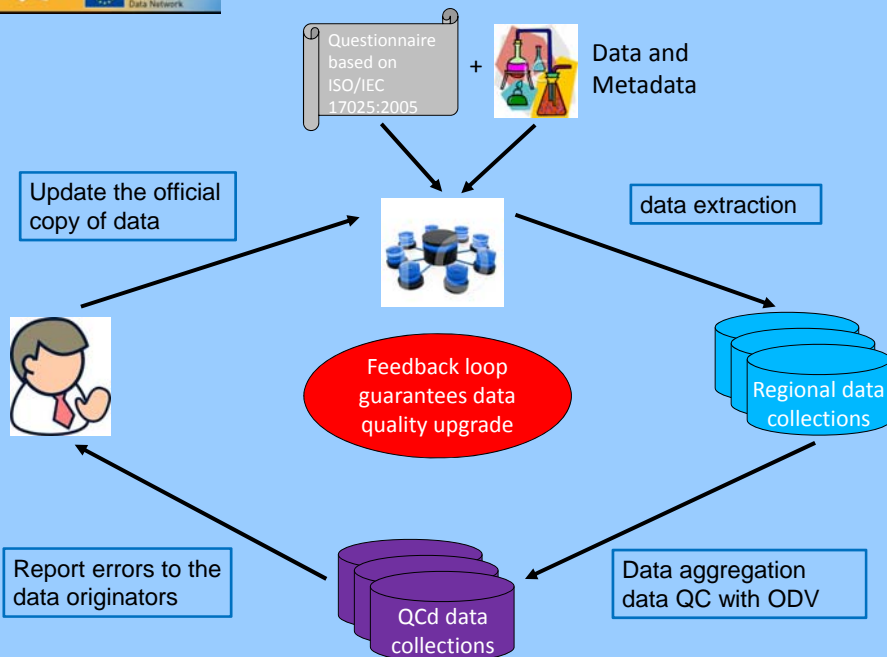 Data Network
Questionnaire
based on
ISO/IEC
17025:2005
+
Data and
Metadata
Update the official
copy of data
data extraction
Feedback loop
guarantees data
quality upgrade
Regional data
collections
Report errors to the
data originators
QCd data
collections
Data aggregation
data QC with ODV